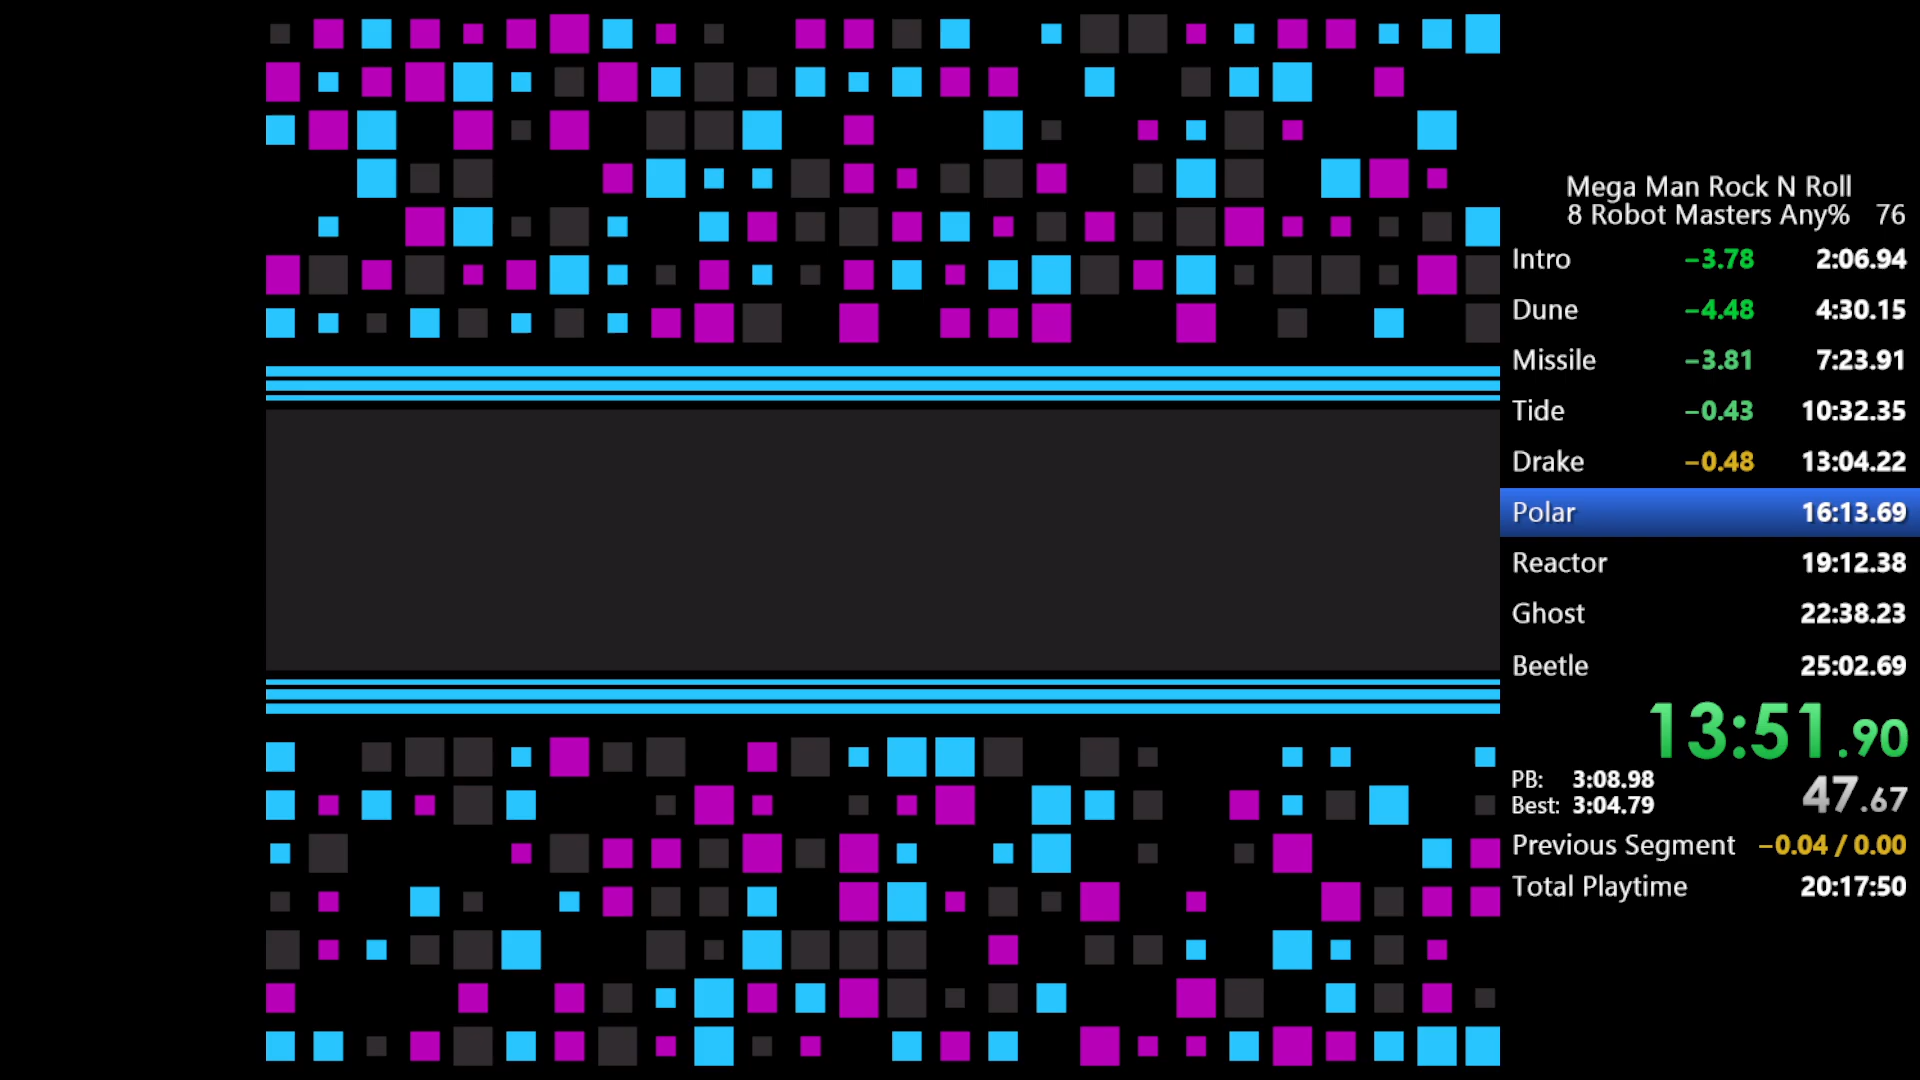 Mega Man Rock N Roll
8 Robot Masters Any% 76
Intro −3.78 2:06.94
Dune −4.48 4:30.15
Missile −3.81 7:23.91
Tide −0.43 10:32.35
Drake −0.48 13:04.22
Polar 16:13.69
Reactor 19:12.38
Ghost 22:38.23
Beetle 25:02.69
13:51.90
PB: 3:08.98 47.67
Best: 3:04.79
Previous Segment −0.04 / 0.00
Total Playtime 20:17:50